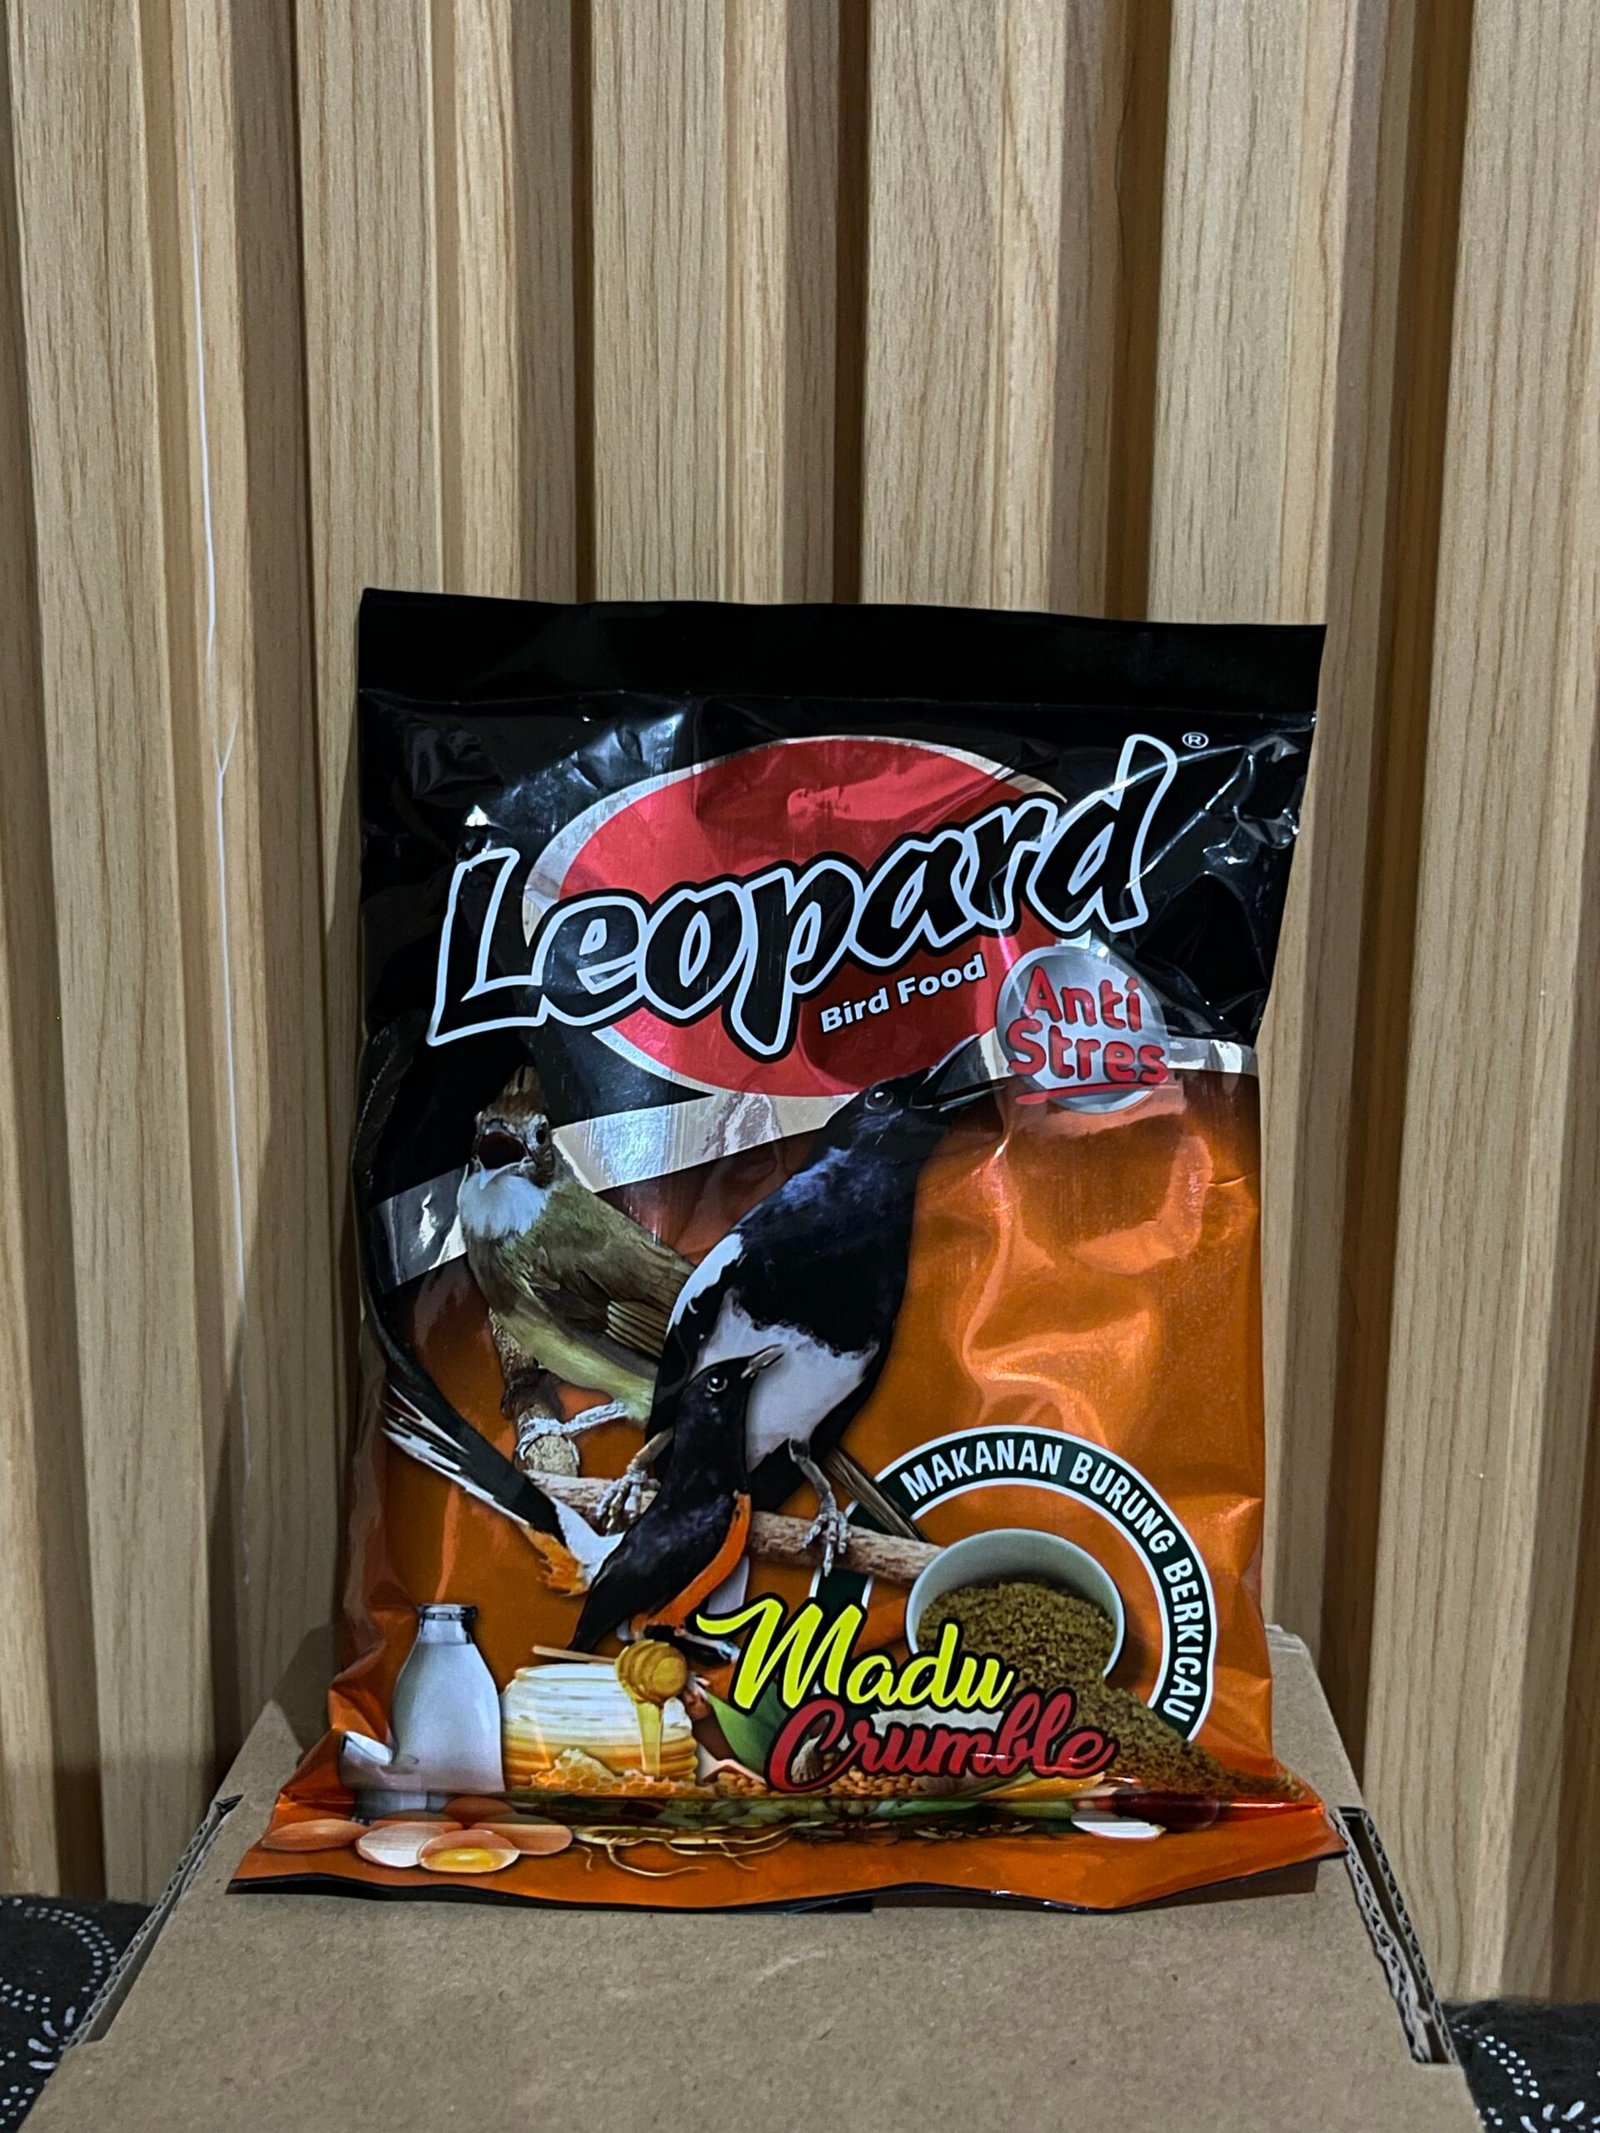 Leopard®
Bird Food
Anti
Stres
MAKANAN BURUNG BERKICAU
Madu
Crumble